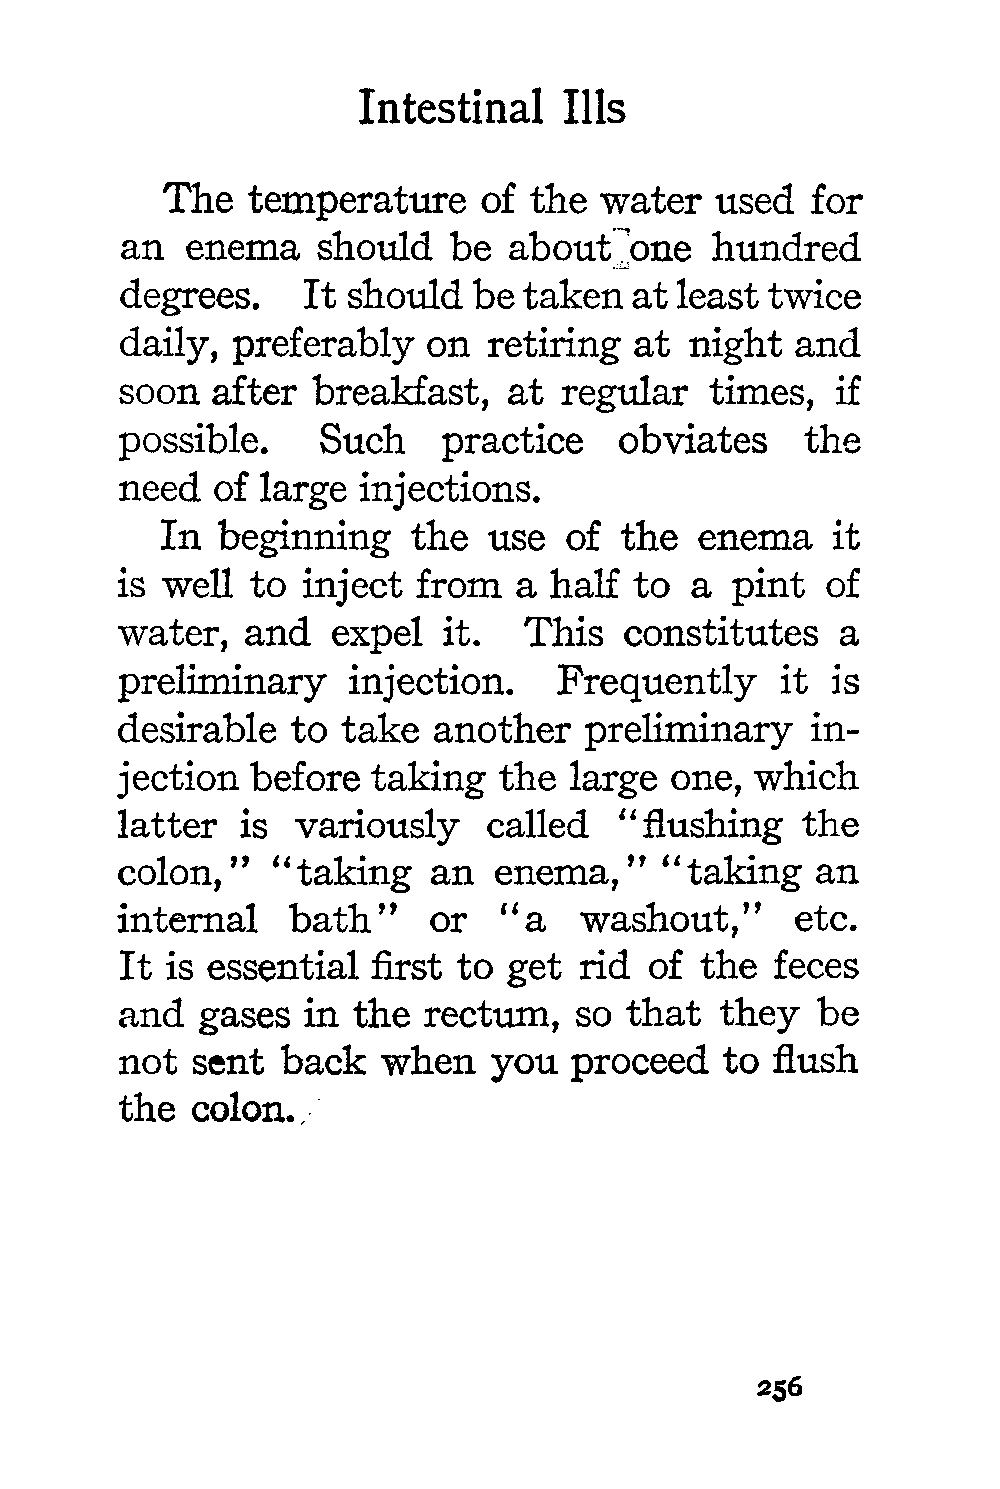 Intestinal Ills
The temperature of the water used for
an enema should be about one hundred
degrees. It should be taken at least twice
daily, preferably on retiring at night and
soon after breakfast, at regular times, if
possible. Such practice obviates the
need of large injections.
In beginning the use of the enema it
is well to inject from a half to a pint of
water, and expel it. This constitutes a
preliminary injection. Frequently it is
desirable to take another preliminary in-
jection before taking the large one, which
latter is variously called “flushing the
colon,” “taking an enema,” “taking an
internal bath” or “a washout,” etc.
It is essential first to get rid of the feces
and gases in the rectum, so that they be
not sent back when you proceed to flush
the colon.
256